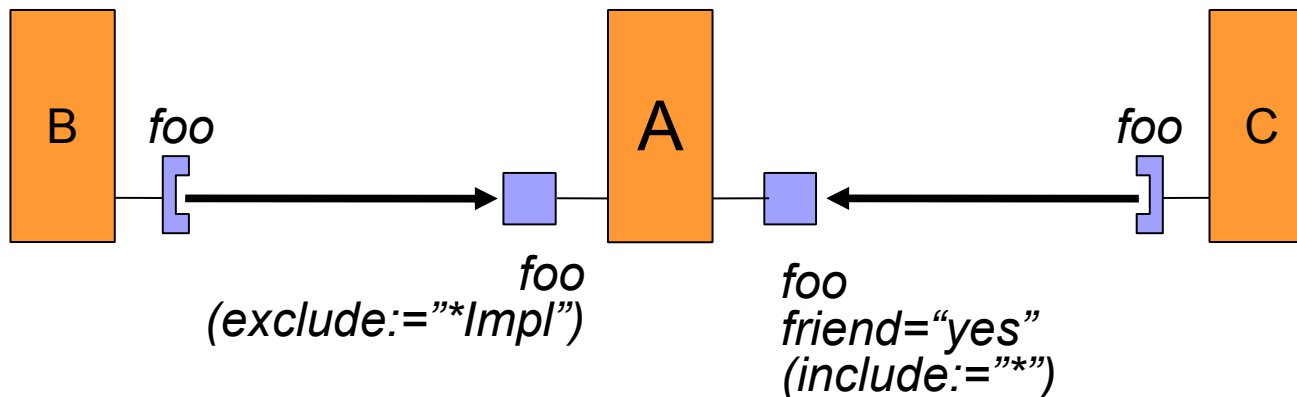 B
foo
A
foo
C
foo
(exclude:=”*Impl”)
foo
friend=“yes”
(include:=”*”)